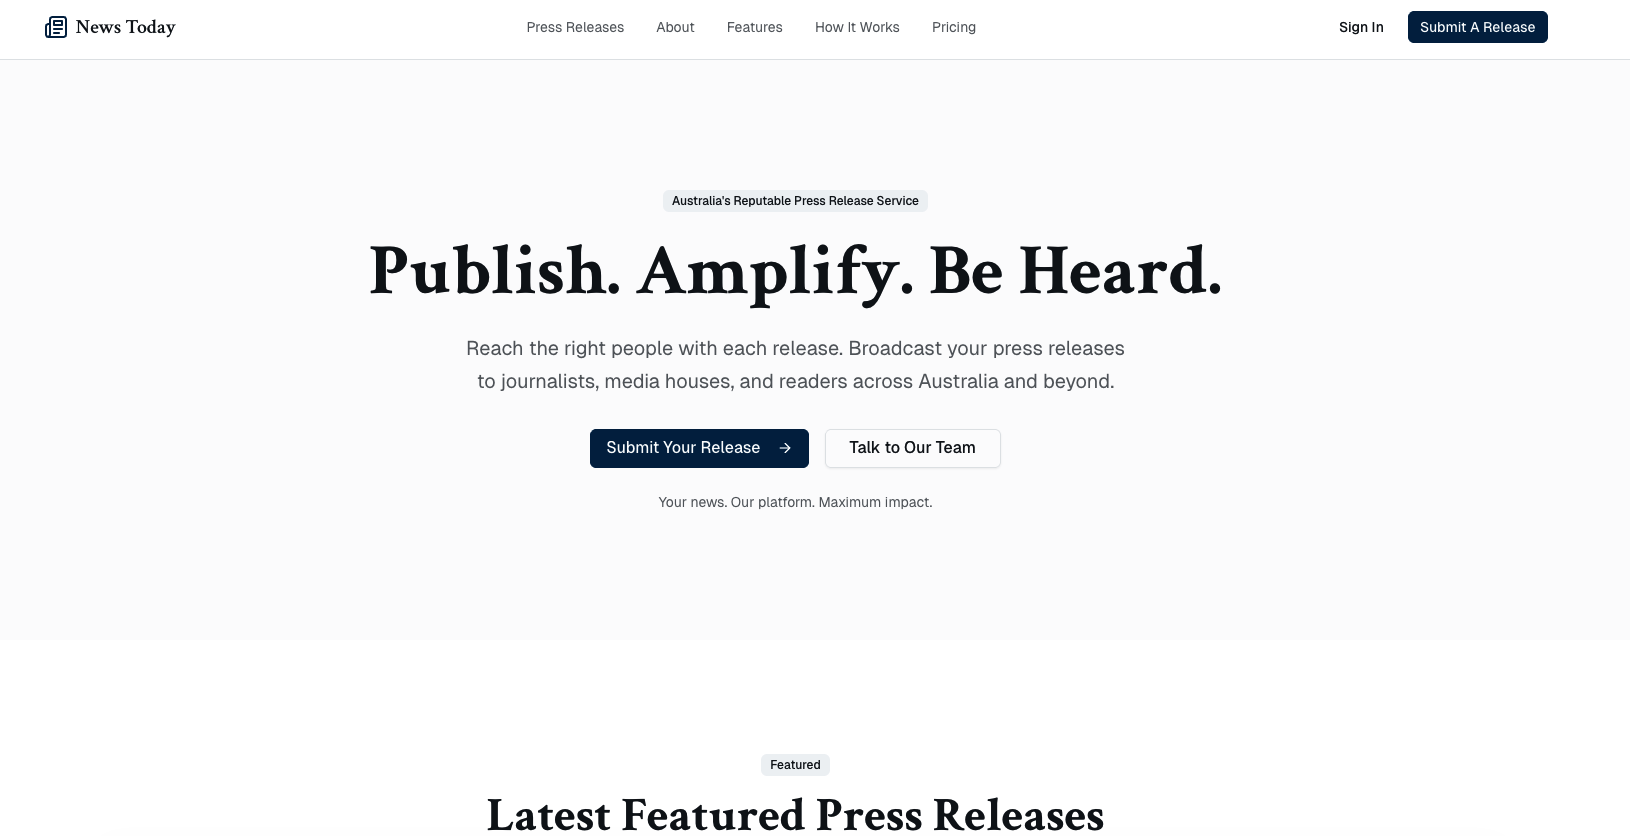 News Today
Press Releases
About
Features
How It Works
Pricing
Sign In
Submit A Release
Australia's Reputable Press Release Service
Publish. Amplify. Be Heard.
Reach the right people with each release. Broadcast your press releases
to journalists, media houses, and readers across Australia and beyond.
Submit Your Release →
Talk to Our Team
Your news. Our platform. Maximum impact.
Featured
Latest Featured Press Releases